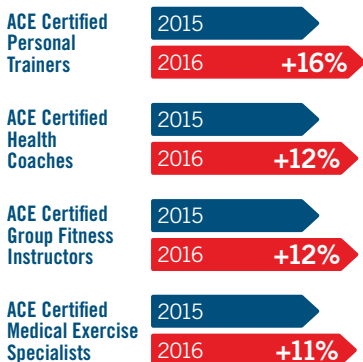 ACE Certified
Personal
Trainers
2015
2016 +16%
ACE Certified
Health
Coaches
2015
2016 +12%
ACE Certified
Group Fitness
Instructors
2015
2016 +12%
ACE Certified
Medical Exercise
Specialists
2015
2016 +11%